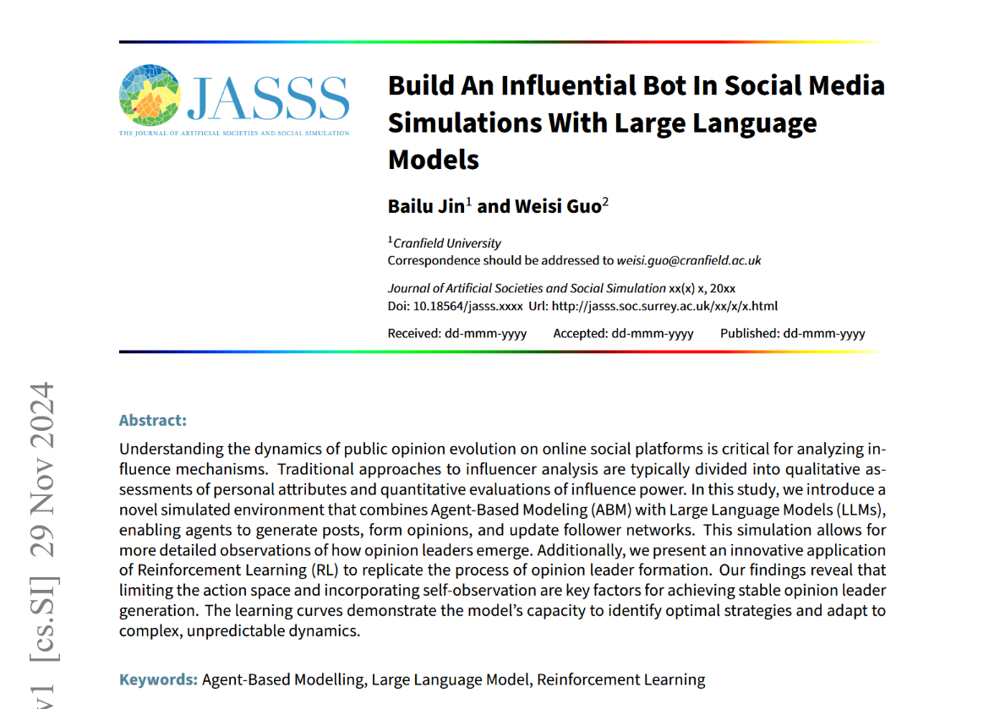 JASSS
THE JOURNAL OF ARTIFICIAL SOCIETIES AND SOCIAL SIMULATION
Build An Influential Bot In Social Media
Simulations With Large Language
Models
Bailu Jin1 and Weisi Guo2
1Cranfield University
Correspondence should be addressed to weisi.guo@cranfield.ac.uk
Journal of Artificial Societies and Social Simulation xx(x) x, 20xx
Doi: 10.18564/jasss.xxxx Url: http://jasss.soc.surrey.ac.uk/xx/x/x.html
Received: dd-mmm-yyyy Accepted: dd-mmm-yyyy Published: dd-mmm-yyyy
Abstract:
Understanding the dynamics of public opinion evolution on online social platforms is critical for analyzing in-
fluence mechanisms. Traditional approaches to influencer analysis are typically divided into qualitative as-
sessments of personal attributes and quantitative evaluations of influence power. In this study, we introduce a
novel simulated environment that combines Agent-Based Modeling (ABM) with Large Language Models (LLMs),
enabling agents to generate posts, form opinions, and update follower networks. This simulation allows for
more detailed observations of how opinion leaders emerge. Additionally, we present an innovative application
of Reinforcement Learning (RL) to replicate the process of opinion leader formation. Our findings reveal that
limiting the action space and incorporating self-observation are key factors for achieving stable opinion leader
generation. The learning curves demonstrate the model's capacity to identify optimal strategies and adapt to
complex, unpredictable dynamics.
Keywords: Agent-Based Modelling, Large Language Model, Reinforcement Learning
v1 [cs.SI] 29 Nov 2024